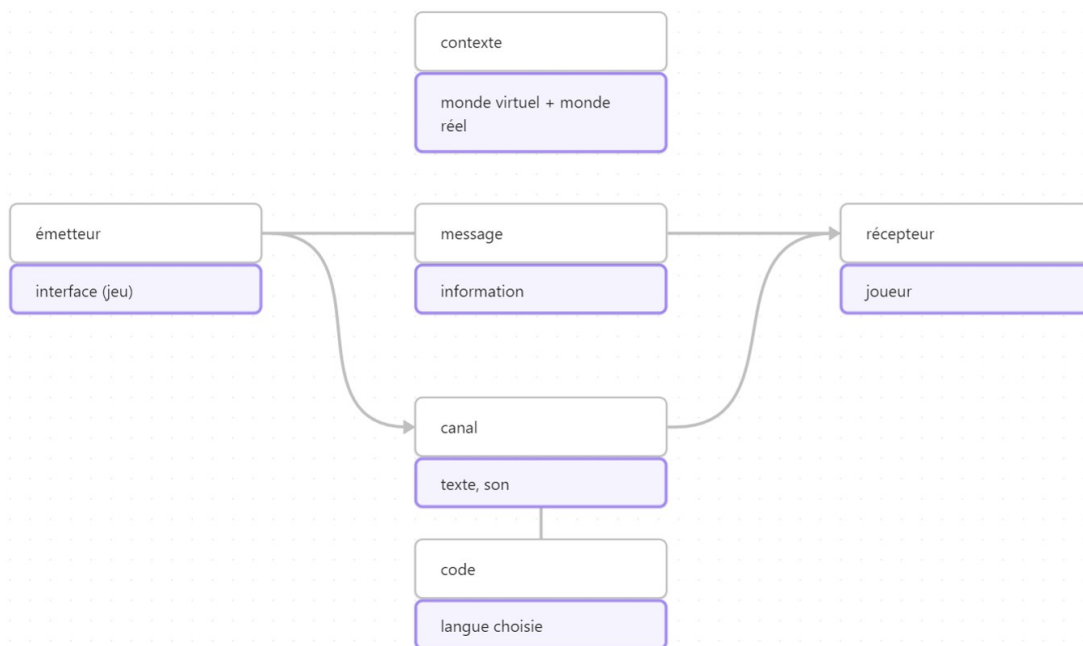 contexte
monde virtuel + monde
réel
émetteur
interface (jeu)
message
information
récepteur
joueur
canal
texte, son
code
langue choisie